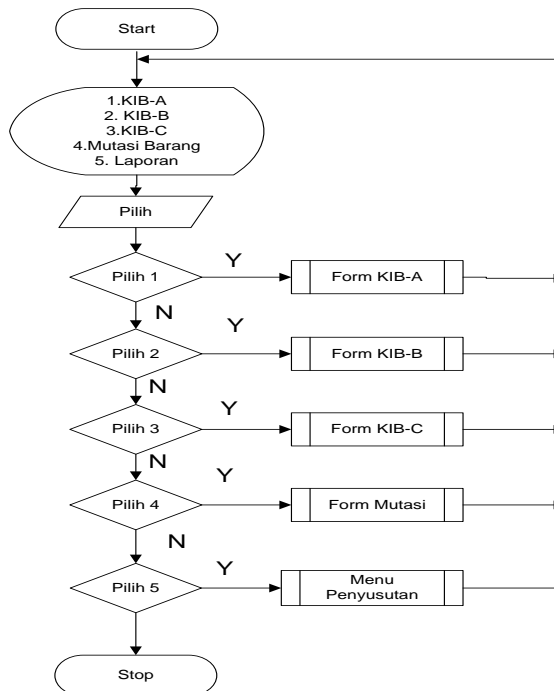 Start
1.KIB-A
2. KIB-B
3.KIB-C
4.Mutasi Barang
5. Laporan
Pilih
Pilih 1
Y
Form KIB-A
N
Pilih 2
Y
Form KIB-B
N
Pilih 3
Y
Form KIB-C
N
Pilih 4
Y
Form Mutasi
N
Pilih 5
Y
Menu
Penyusutan
Stop